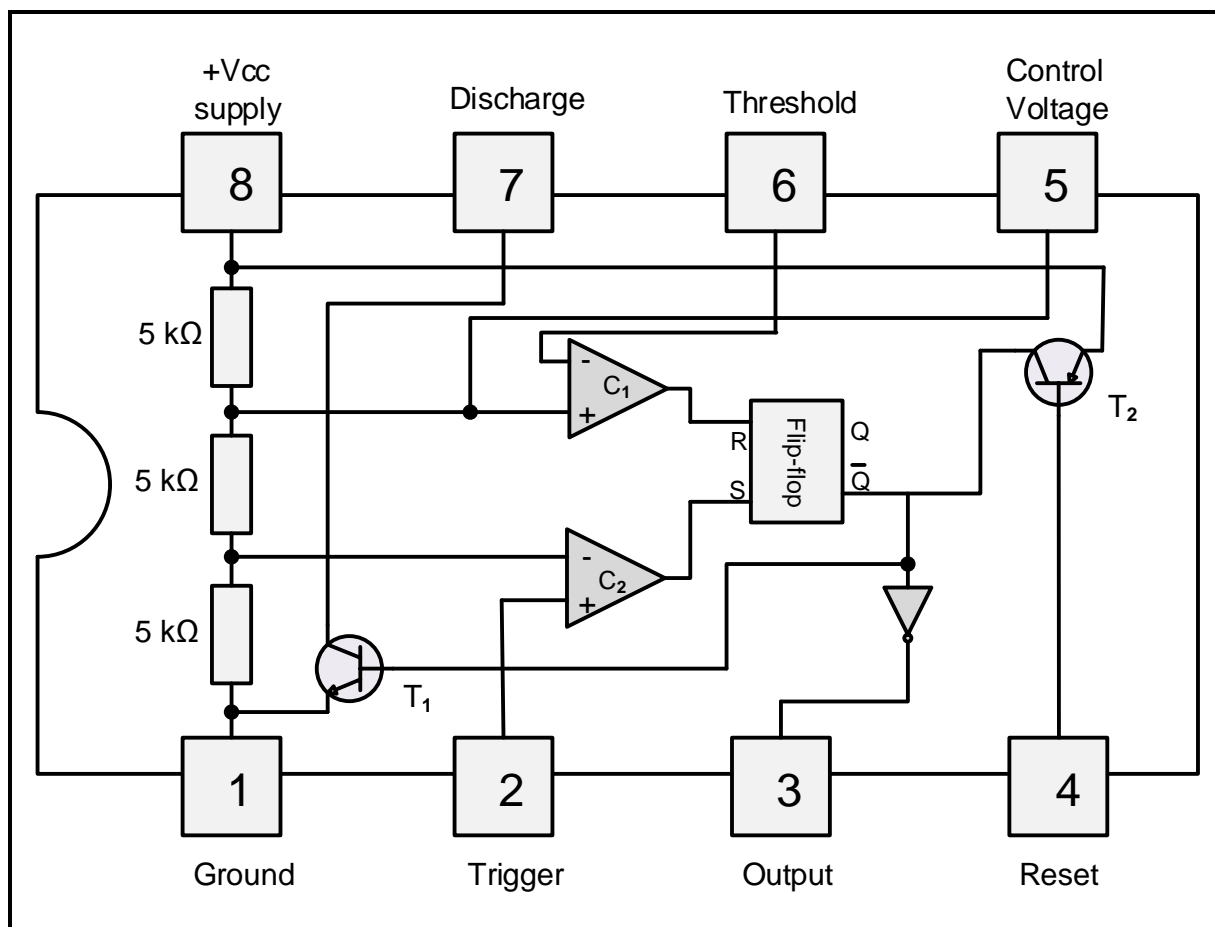 +Vcc
supply
Discharge
Threshold
Control
Voltage
8
7
6
5
5 kΩ
5 kΩ
5 kΩ
-
C1
+
R
S
Flip-flop
Q
Q̅
T2
-
C2
+
T1
1
2
3
4
Ground
Trigger
Output
Reset